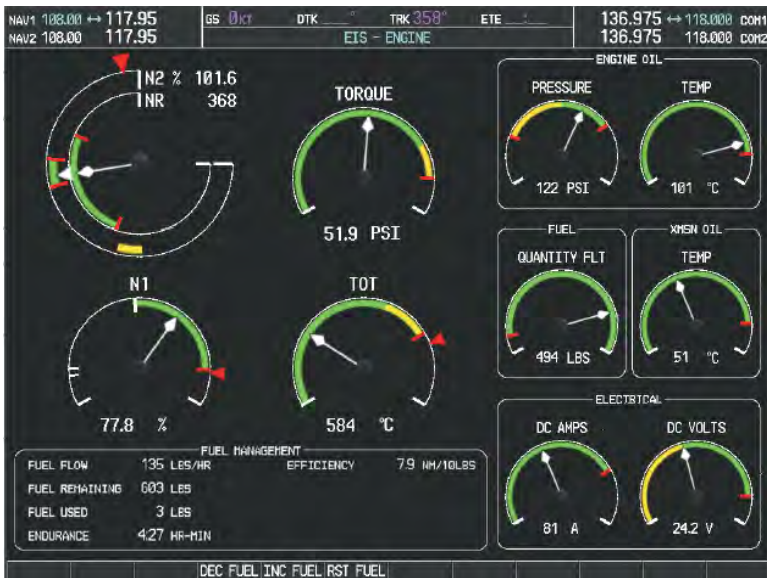 NAV1 108.00 ↔ 117.95 GS 0KT DTK ___° TRK 358° ETE __:__ 136.975 ↔ 118.000 COM1
NAV2 108.00 117.95 EIS - ENGINE 136.975 118.000 COM2
N2 % 101.6
NR 368
TORQUE
51.9 PSI
ENGINE OIL
PRESSURE TEMP
122 PSI 101 °C
N1
77.8 %
TOT
584 °C
FUEL
QUANTITY FLT
494 LBS
XMSN OIL
TEMP
51 °C
FUEL MANAGEMENT
FUEL FLOW 135 LBS/HR EFFICIENCY 7.9 NM/10LBS
FUEL REMAINING 603 LBS
FUEL USED 3 LBS
ENDURANCE 4:27 HR-MIN
ELECTRICAL
DC AMPS DC VOLTS
81 A 24.2 V
DEC FUEL INC FUEL RST FUEL